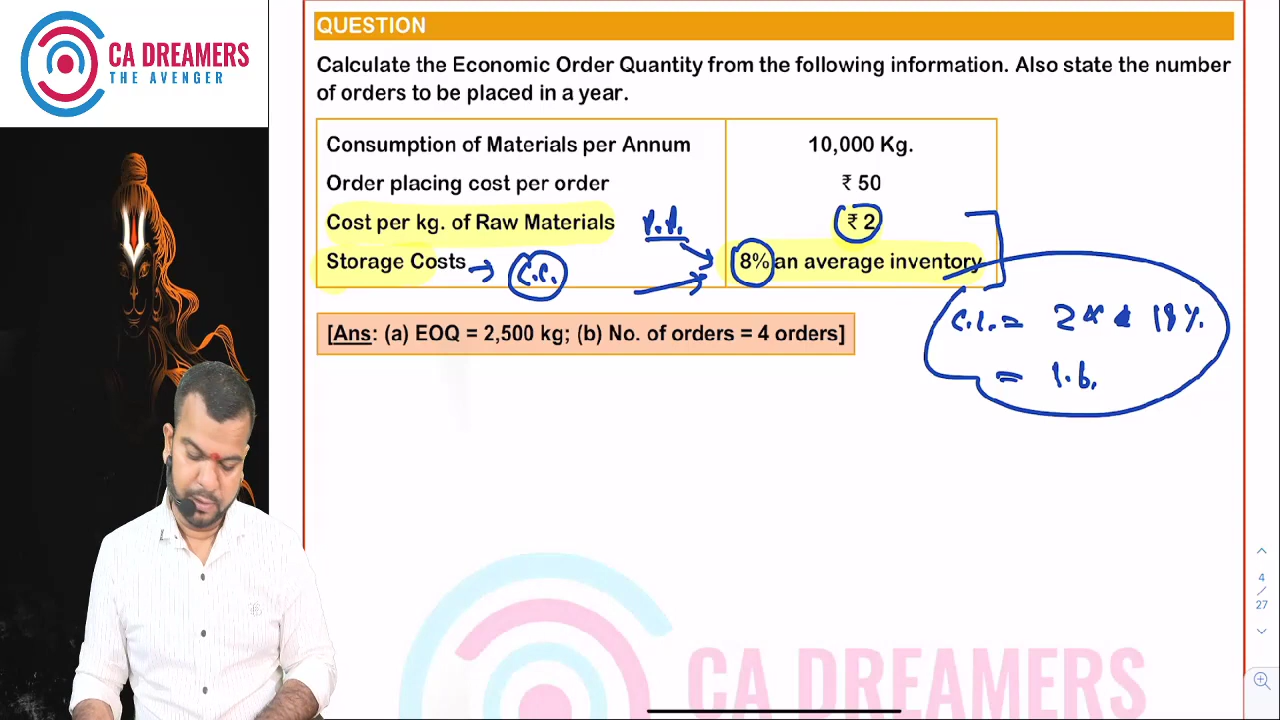 CA DREAMERS
THE AVENGER
QUESTION
Calculate the Economic Order Quantity from the following information. Also state the number
of orders to be placed in a year.
Consumption of Materials per Annum 10,000 Kg.
Order placing cost per order ₹ 50
Cost per kg. of Raw Materials ₹ 2
Storage Costs C.C. 8% an average inventory
[Ans: (a) EOQ = 2,500 kg; (b) No. of orders = 4 orders]
C.C. = 2
=
4
/
27
CA DREAMERS